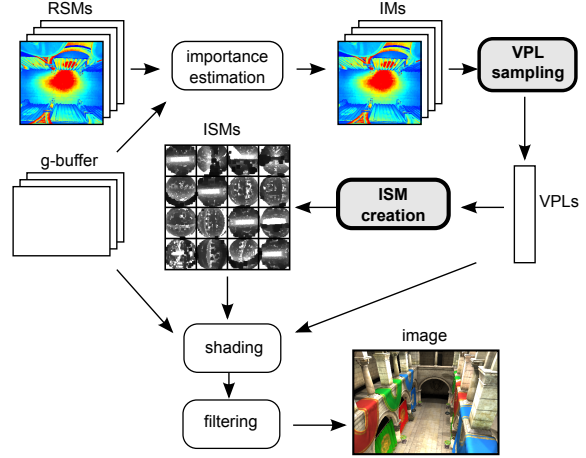 RSMs
IMs
importance
estimation
VPL
sampling
ISMs
g-buffer
ISM
creation
VPLs
shading
image
filtering